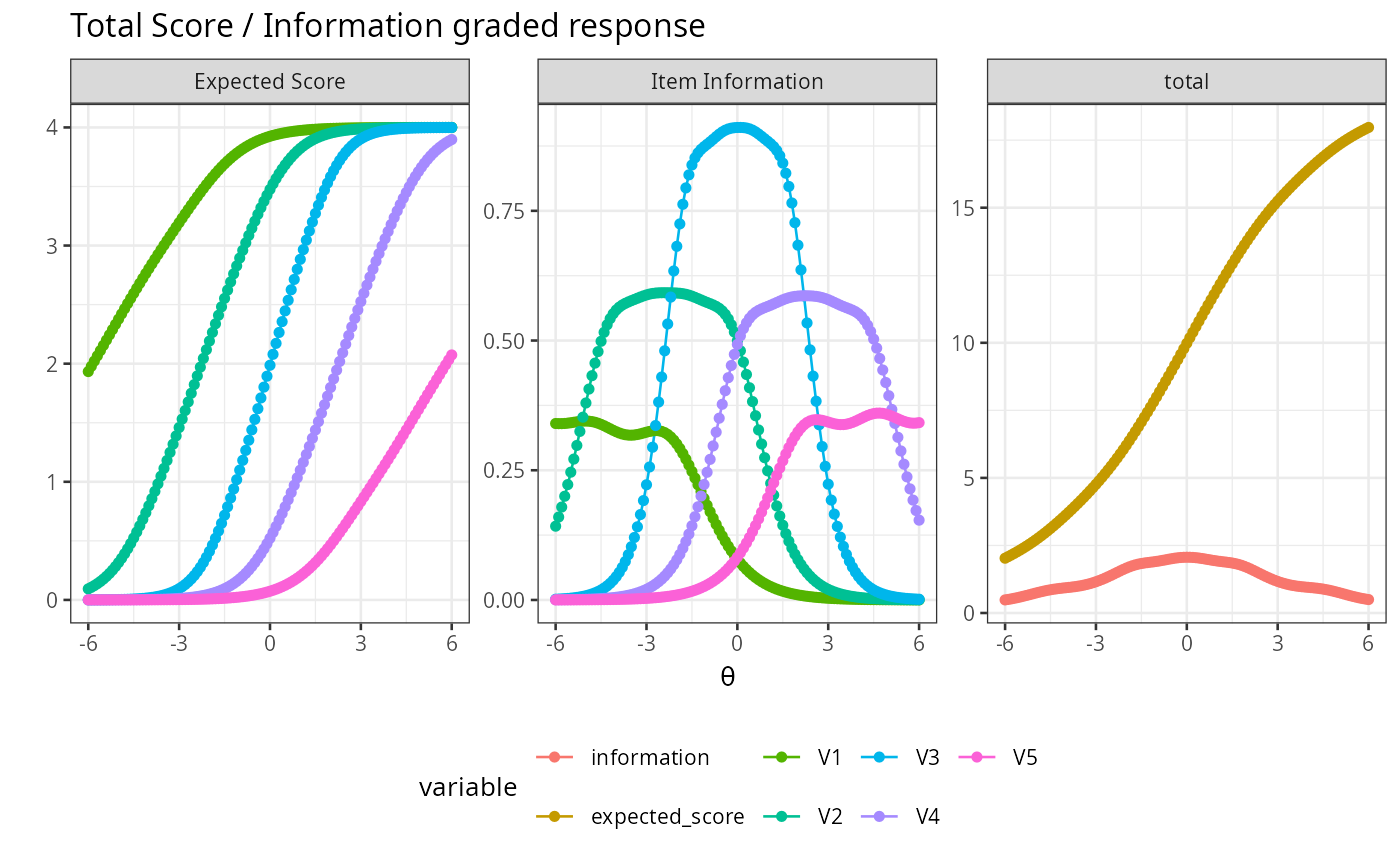 Total Score / Information graded response
Expected Score
Item Information
total
4
3
2
1
0
-6 -3 0 3 6
0.75
0.50
0.25
0.00
-6 -3 0 3 6
15
10
5
0
-6 -3 0 3 6
θ
variable
information V1 V3 V5
expected_score V2 V4